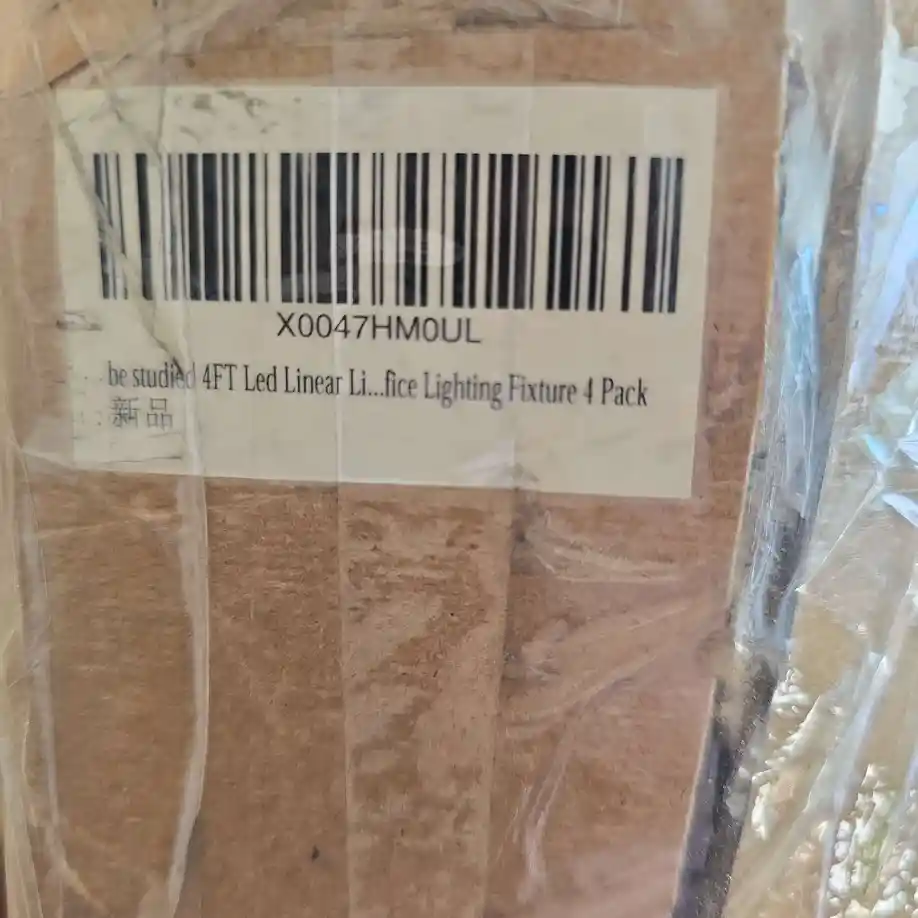 X0047HM0UL
be studied 4FT Led Linear Li...fice Lighting Fixture 4 Pack
新品